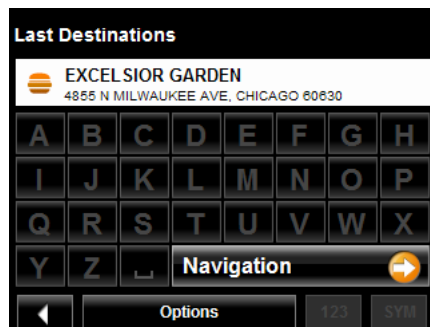 Last Destinations
EXCELSIOR GARDEN
4855 N MILWAUKEE AVE, CHICAGO 60630
A B C D E F G H
I J K L M N O P
Q R S T U V W X
Y Z Navigation
Options 123 SYM